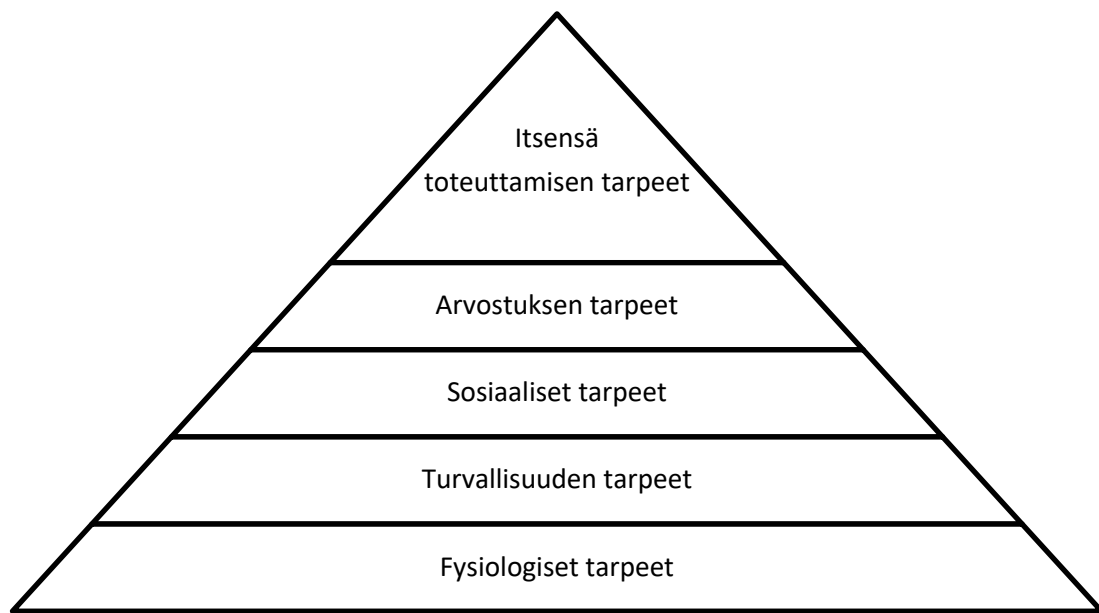 Itsensä
toteuttamisen tarpeet
Arvostuksen tarpeet
Sosiaaliset tarpeet
Turvallisuuden tarpeet
Fysiologiset tarpeet